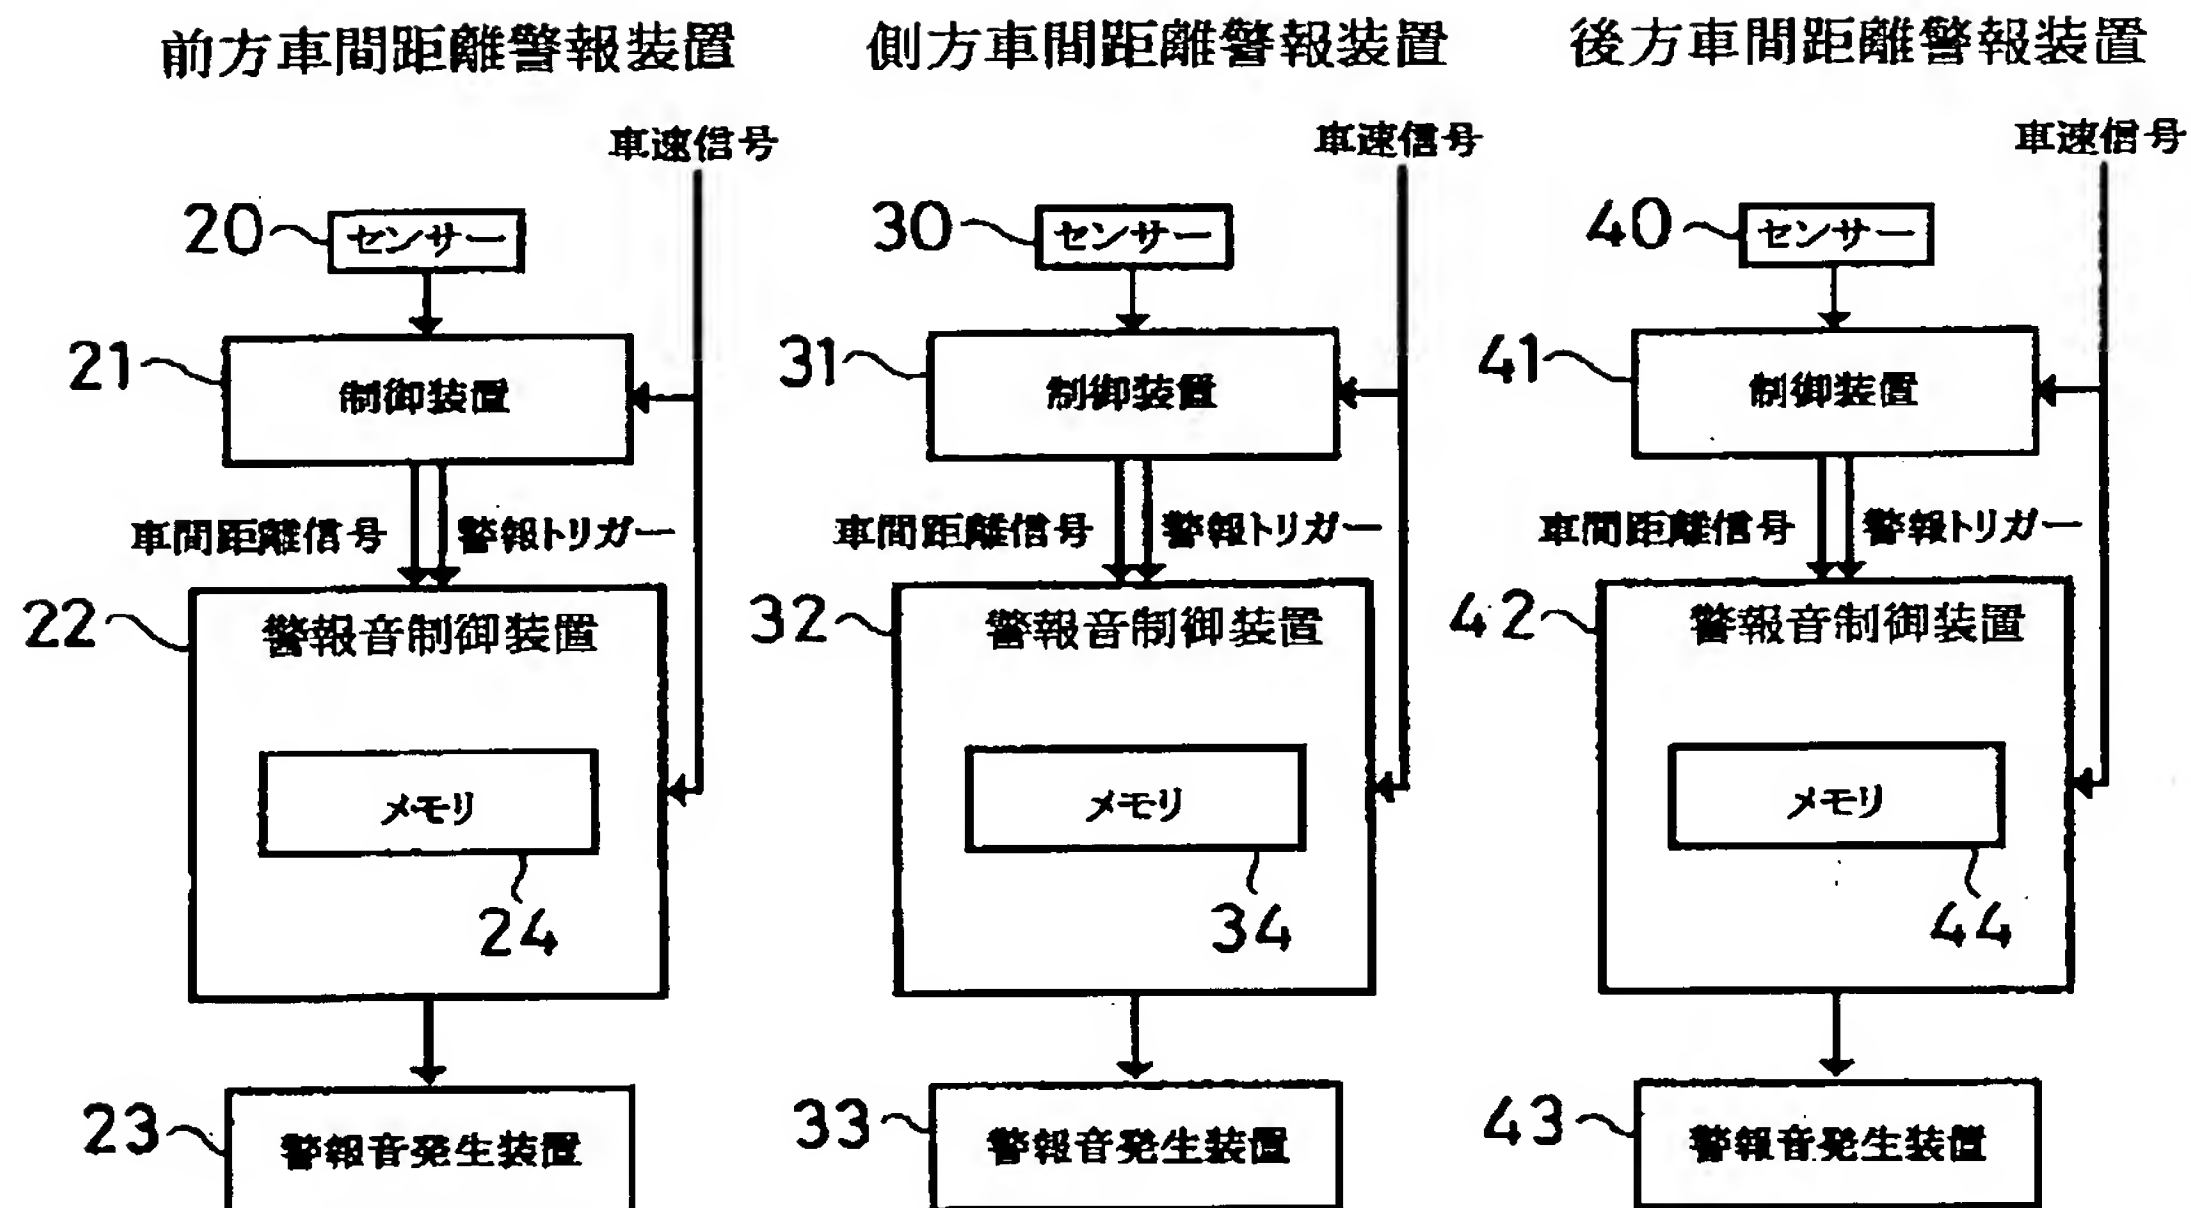 前方車間距離警報装置
車速信号
20
センサー
21
制御装置
車間距離信号
警報トリガー
22
警報音制御装置
メモリ
24
23
警報音発生装置
側方車間距離警報装置
車速信号
30
センサー
31
制御装置
車間距離信号
警報トリガー
32
警報音制御装置
メモリ
34
33
警報音発生装置
後方車間距離警報装置
車速信号
40
センサー
41
制御装置
車間距離信号
警報トリガー
42
警報音制御装置
メモリ
44
43
警報音発生装置